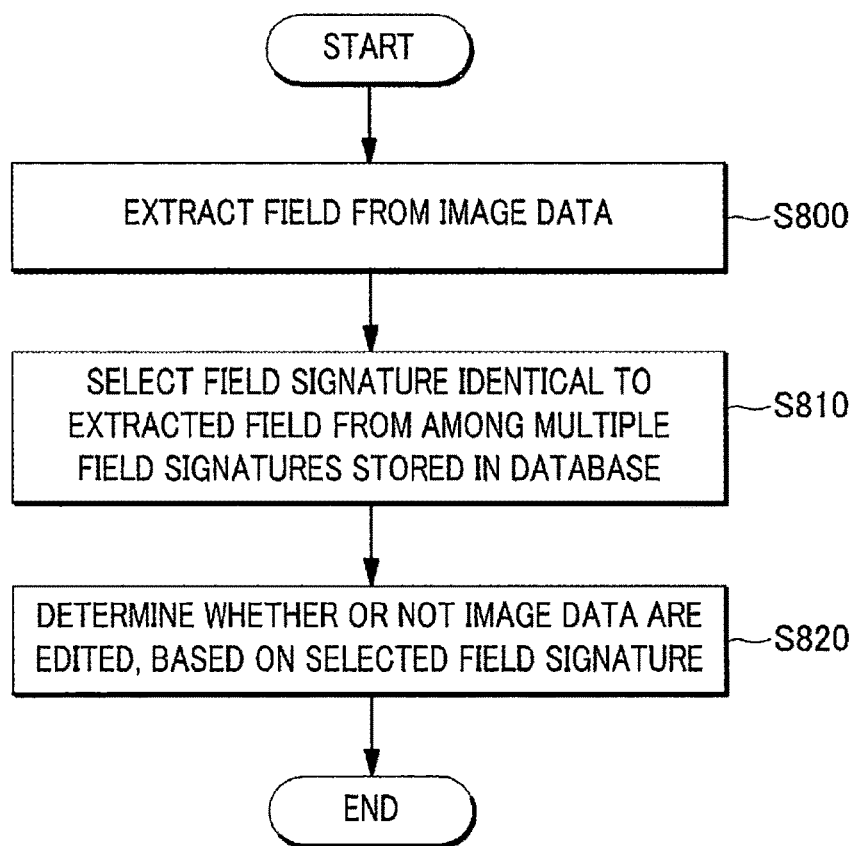 START
EXTRACT FIELD FROM IMAGE DATA
S800
SELECT FIELD SIGNATURE IDENTICAL TO
EXTRACTED FIELD FROM AMONG MULTIPLE
FIELD SIGNATURES STORED IN DATABASE
S810
DETERMINE WHETHER OR NOT IMAGE DATA ARE
EDITED, BASED ON SELECTED FIELD SIGNATURE
S820
END